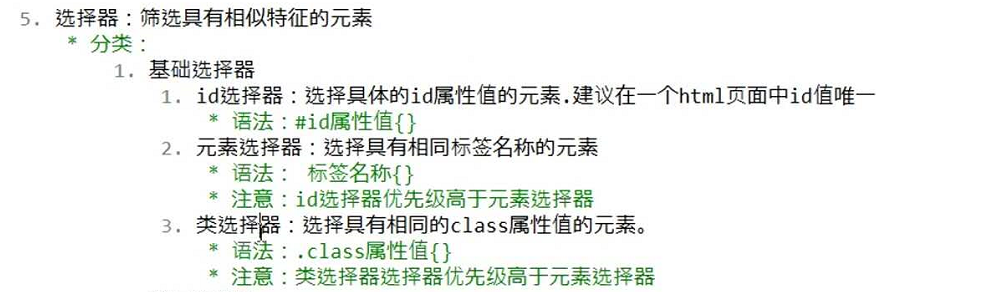 5. 选择器：筛选具有相似特征的元素
* 分类：
1. 基础选择器
1. id选择器：选择具体的id属性值的元素.建议在一个html页面中id值唯一
* 语法：#id属性值{}
2. 元素选择器：选择具有相同标签名称的元素
* 语法： 标签名称{}
* 注意：id选择器优先级高于元素选择器
3. 类选择器：选择具有相同的class属性值的元素。
* 语法：.class属性值{}
* 注意：类选择器选择器优先级高于元素选择器